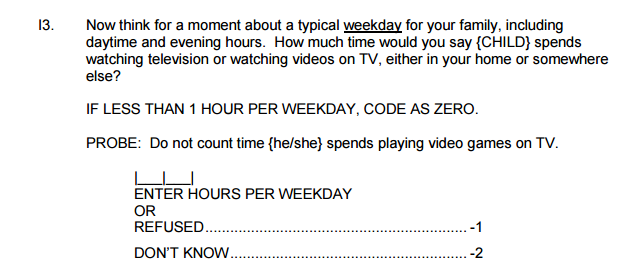 I3. Now think for a moment about a typical weekday for your family, including
daytime and evening hours. How much time would you say {CHILD} spends
watching television or watching videos on TV, either in your home or somewhere
else?
IF LESS THAN 1 HOUR PER WEEKDAY, CODE AS ZERO.
PROBE: Do not count time {he/she} spends playing video games on TV.
|__|__|
ENTER HOURS PER WEEKDAY
OR
REFUSED.................................................................. -1
DON'T KNOW............................................................ -2